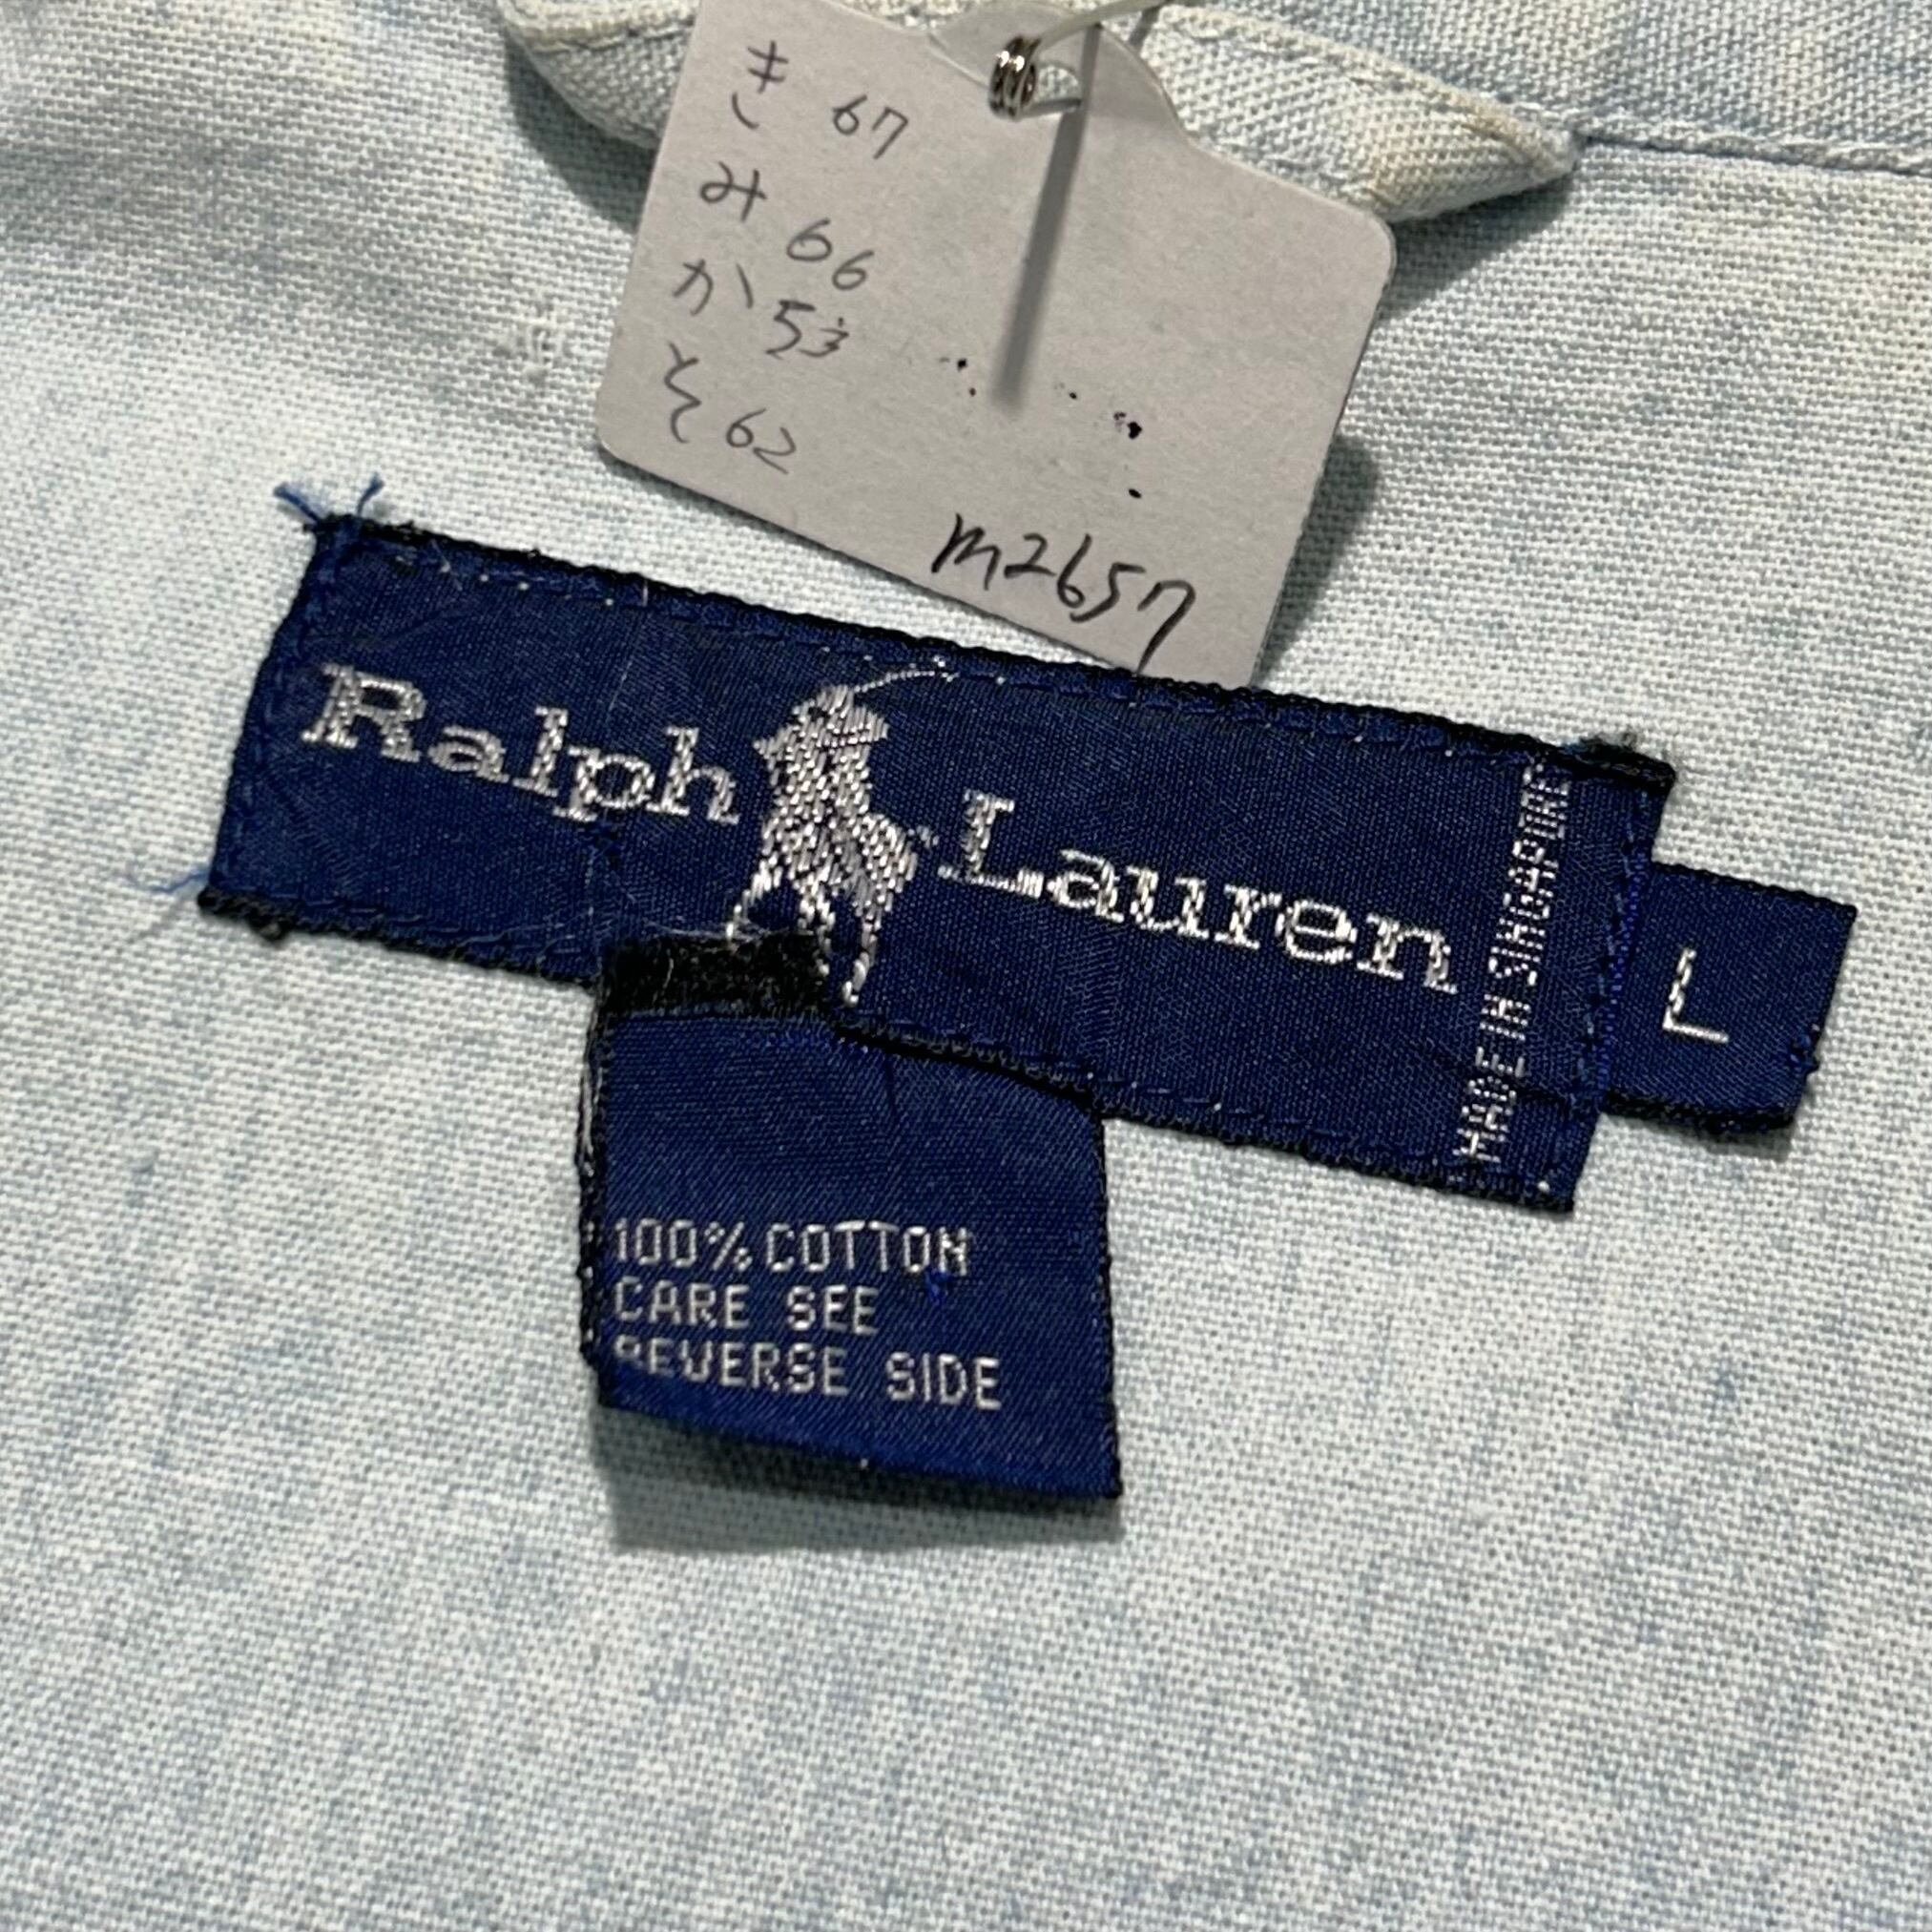 き 67
み 66
か 53
そ 62
m2657
Ralph Lauren
MADE IN SINGAPORE
L
100% COTTON
CARE SEE
REVERSE SIDE